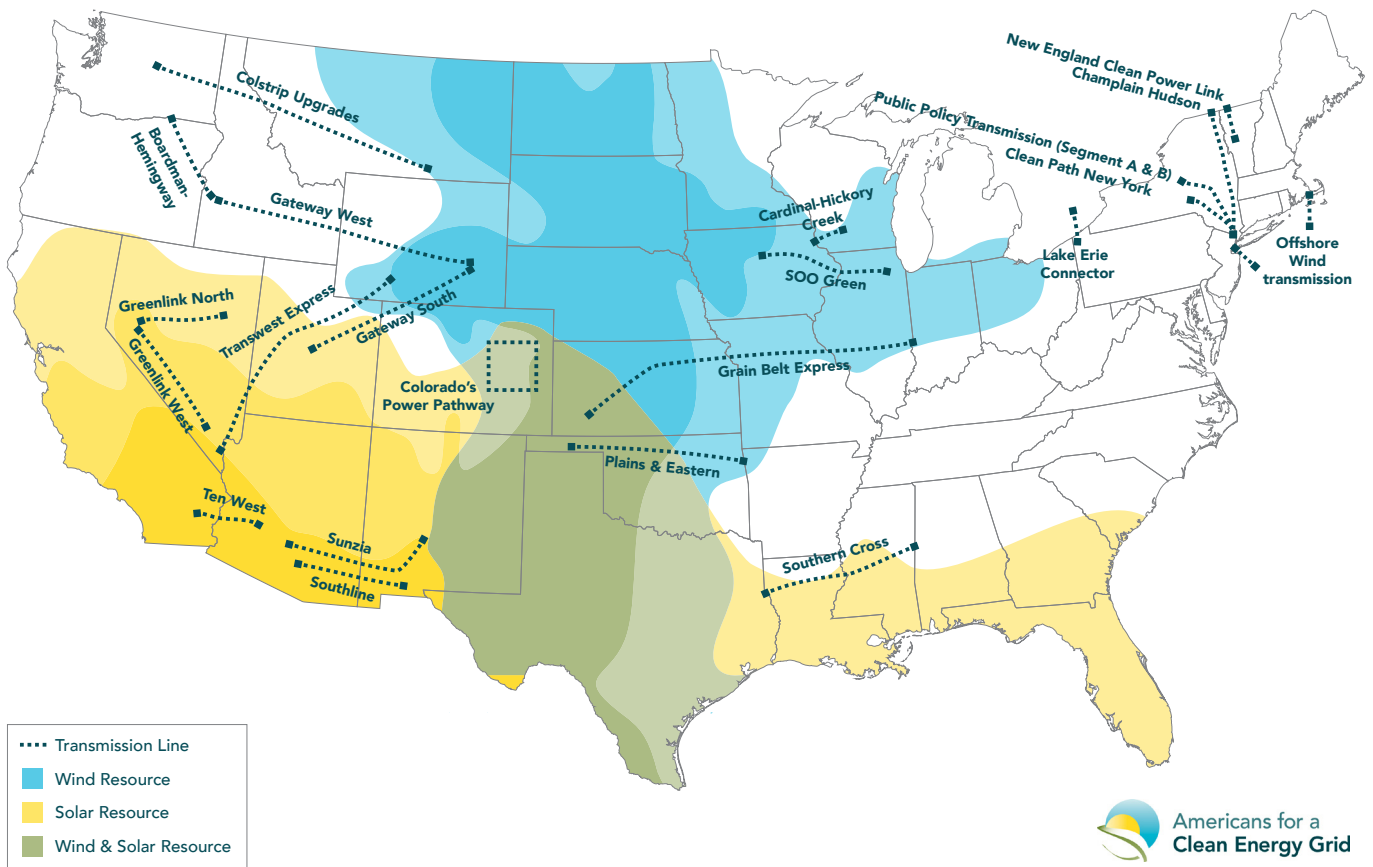 New England Clean Power Link
Champlain Hudson
Public Policy Transmission (Segment A & B)
Clean Path New York
Colstrip Upgrades
Boardman-
Hemingway
Gateway West
Cardinal-Hickory
Creek
SOO Green
Lake Erie
Connector
Offshore
Wind
transmission
Greenlink North
Transwest Express
Gateway South
Greenlink West
Colorado's
Power Pathway
Grain Belt Express
Plains & Eastern
Ten West
Sunzia
Southline
Southern Cross
Transmission Line
Wind Resource
Solar Resource
Wind & Solar Resource
Americans for a
Clean Energy Grid